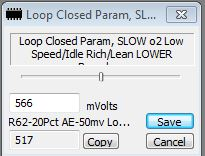 Loop Closed Param, SL...
Loop Closed Param, SLOW o2 Low
Speed/Idle Rich/Lean LOWER
566
mVolts
R62-20Pct AE-50mv Lo...
Save
517
Copy
Cancel